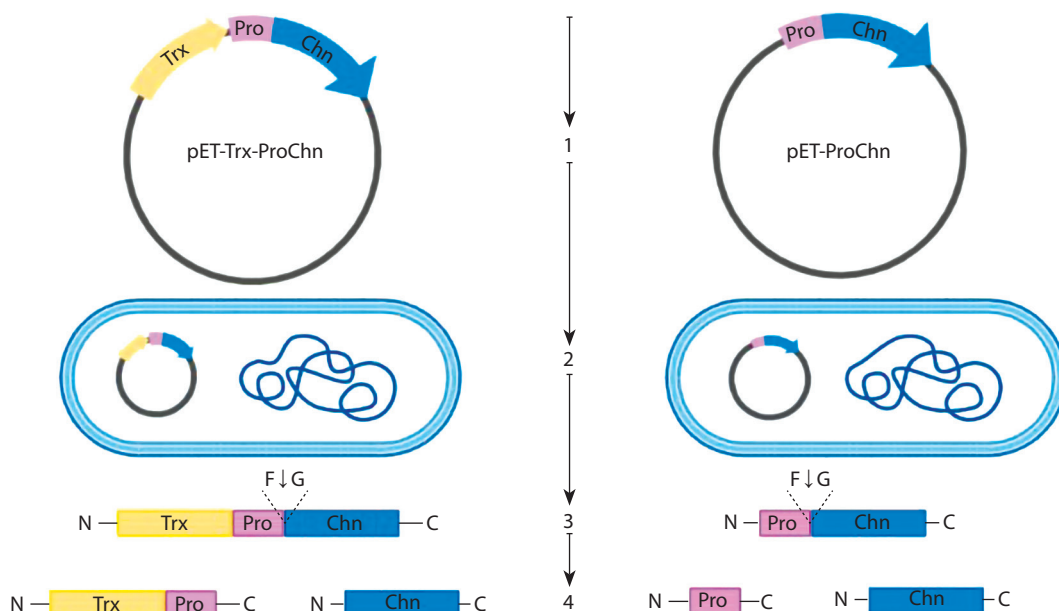 Trx
Pro
Chn
pET-Trx-ProChn
1
Pro
Chn
pET-ProChn
2
F↓G
N Trx Pro Chn C
3
F↓G
N Pro Chn C
N Trx Pro C N Chn C
4
N Pro C N Chn C